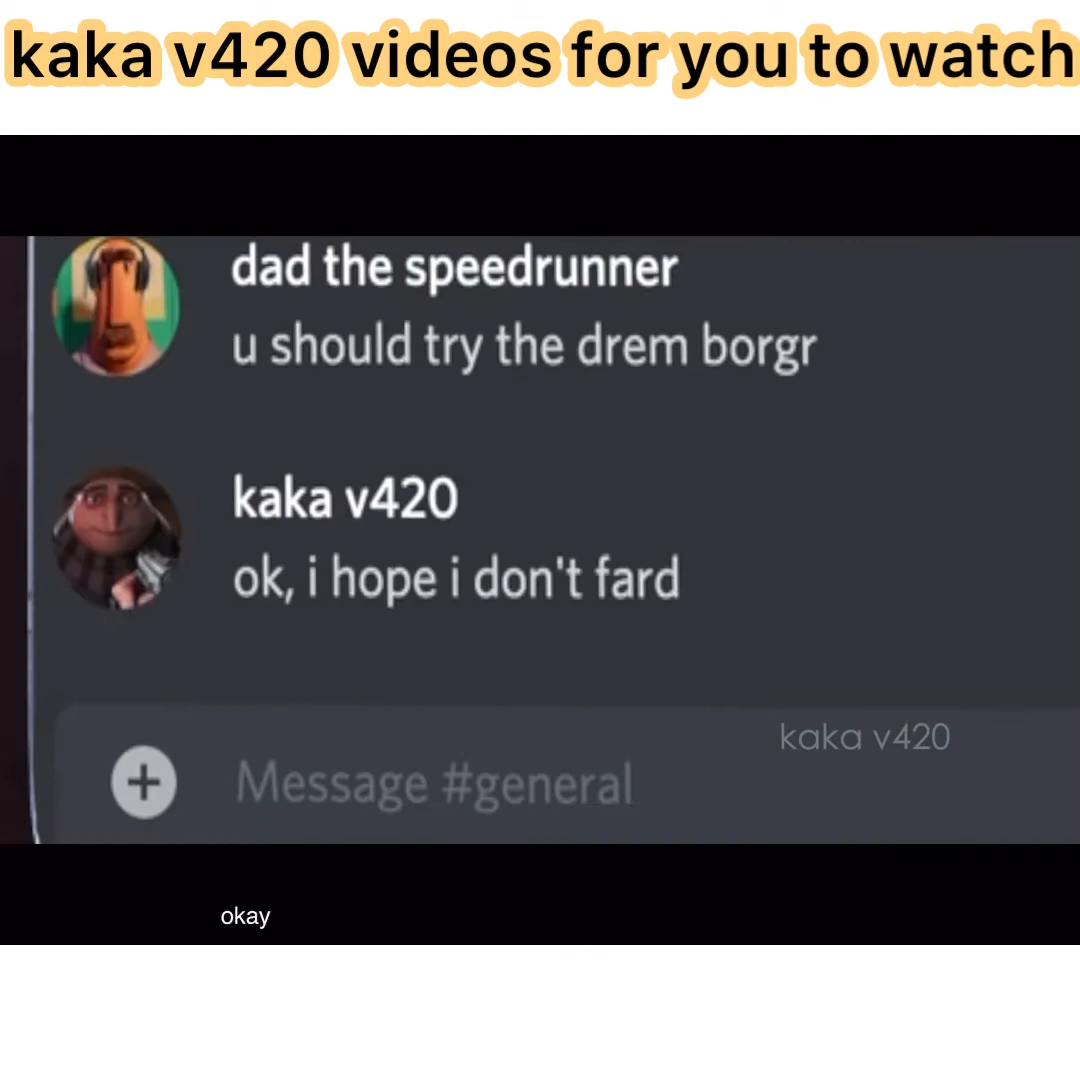 kaka v420 videos for you to watch
dad the speedrunner
u should try the drem borgr
kaka v420
ok, i hope i don't fard
kaka v420
Message #general
okay